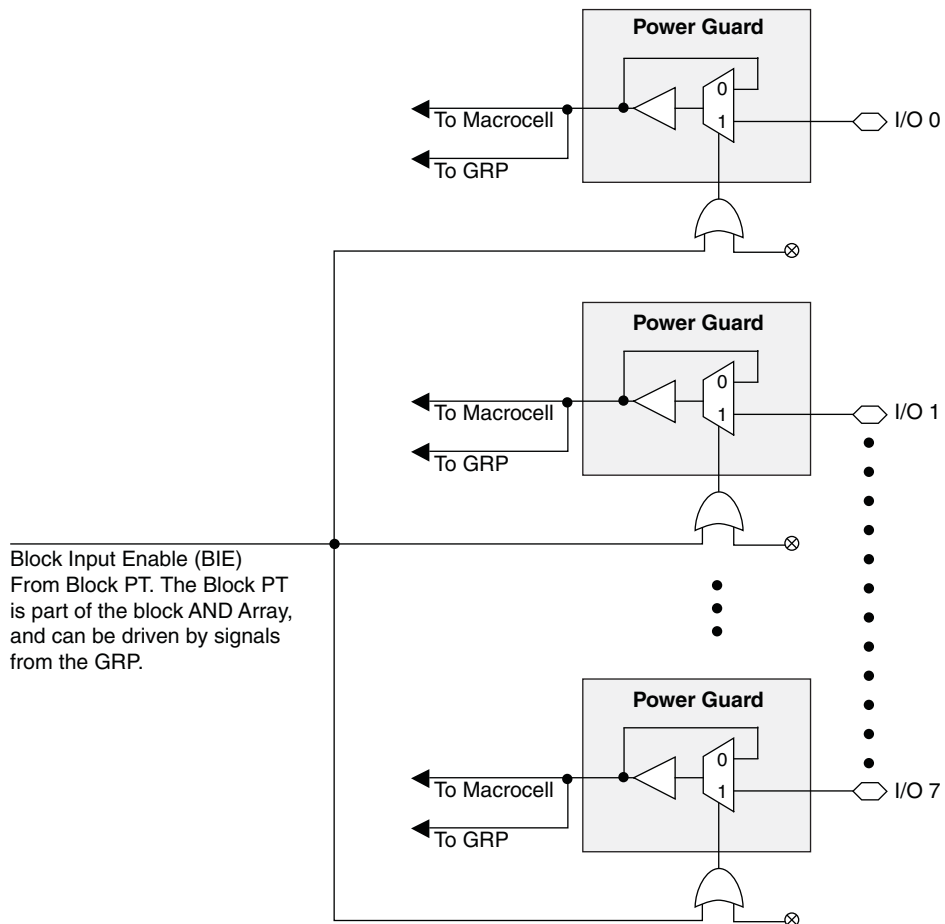 Power Guard
0
1
To Macrocell
To GRP
I/O 0
Power Guard
0
1
To Macrocell
To GRP
I/O 1
Block Input Enable (BIE)
From Block PT. The Block PT
is part of the block AND Array,
and can be driven by signals
from the GRP.
Power Guard
0
1
To Macrocell
To GRP
I/O 7